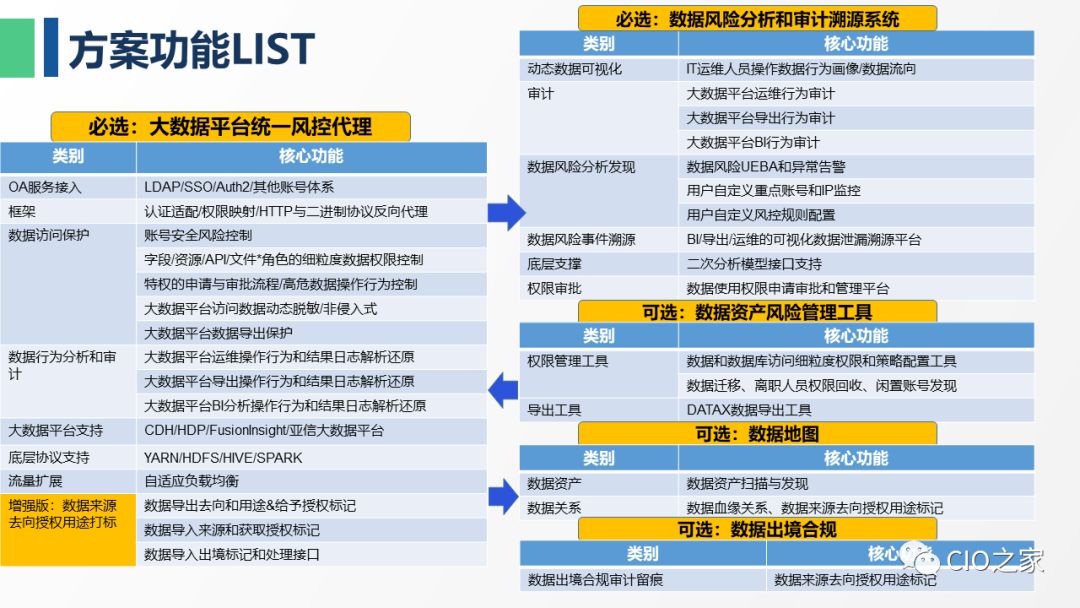 方案功能LIST
必选：大数据平台统一风控代理
类别 核心功能
OA服务接入 LDAP/SSO/Auth2/其他账号体系
框架 认证适配/权限映射/HTTP与二进制协议反向代理
数据访问保护 账号安全风险控制
字段/资源/API/文件*角色的细粒度数据权限控制
特权的申请与审批流程/高危数据操作行为控制
大数据平台访问数据动态脱敏/非侵入式
大数据平台数据导出保护
数据行为分析和审
计
大数据平台运维操作行为和结果日志解析还原
大数据平台导出操作行为和结果日志解析还原
大数据平台BI分析操作行为和结果日志解析还原
大数据平台支持 CDH/HDP/FusionInsight/亚信大数据平台
底层协议支持 YARN/HDFS/HIVE/SPARK
流量扩展 自适应负载均衡
增强版：数据来源
去向授权用途打标
数据导出去向和用途&给予授权标记
数据导入来源和获取授权标记
数据导入出境标记和处理接口
必选：数据风险分析和审计溯源系统
类别 核心功能
动态数据可视化 IT运维人员操作数据行为画像/数据流向
审计 大数据平台运维行为审计
大数据平台导出行为审计
大数据平台BI行为审计
数据风险分析发现 数据风险UEBA和异常告警
用户自定义重点账号和IP监控
用户自定义风控规则配置
数据风险事件溯源 BI/导出/运维的可视化数据泄漏溯源平台
底层支撑 二次分析模型接口支持
权限审批 数据使用权限申请审批和管理平台
可选：数据资产风险管理工具
类别 核心功能
权限管理工具 数据和数据库访问细粒度权限和策略配置工具
数据迁移、离职人员权限回收、闲置账号发现
导出工具 DATAX数据导出工具
可选：数据地图
类别 核心功能
数据资产 数据资产扫描与发现
数据关系 数据血缘关系、数据来源去向授权用途标记
可选：数据出境合规
类别 核心
数据出境合规审计留痕 数据来源去向授权用途标记
CIO之家